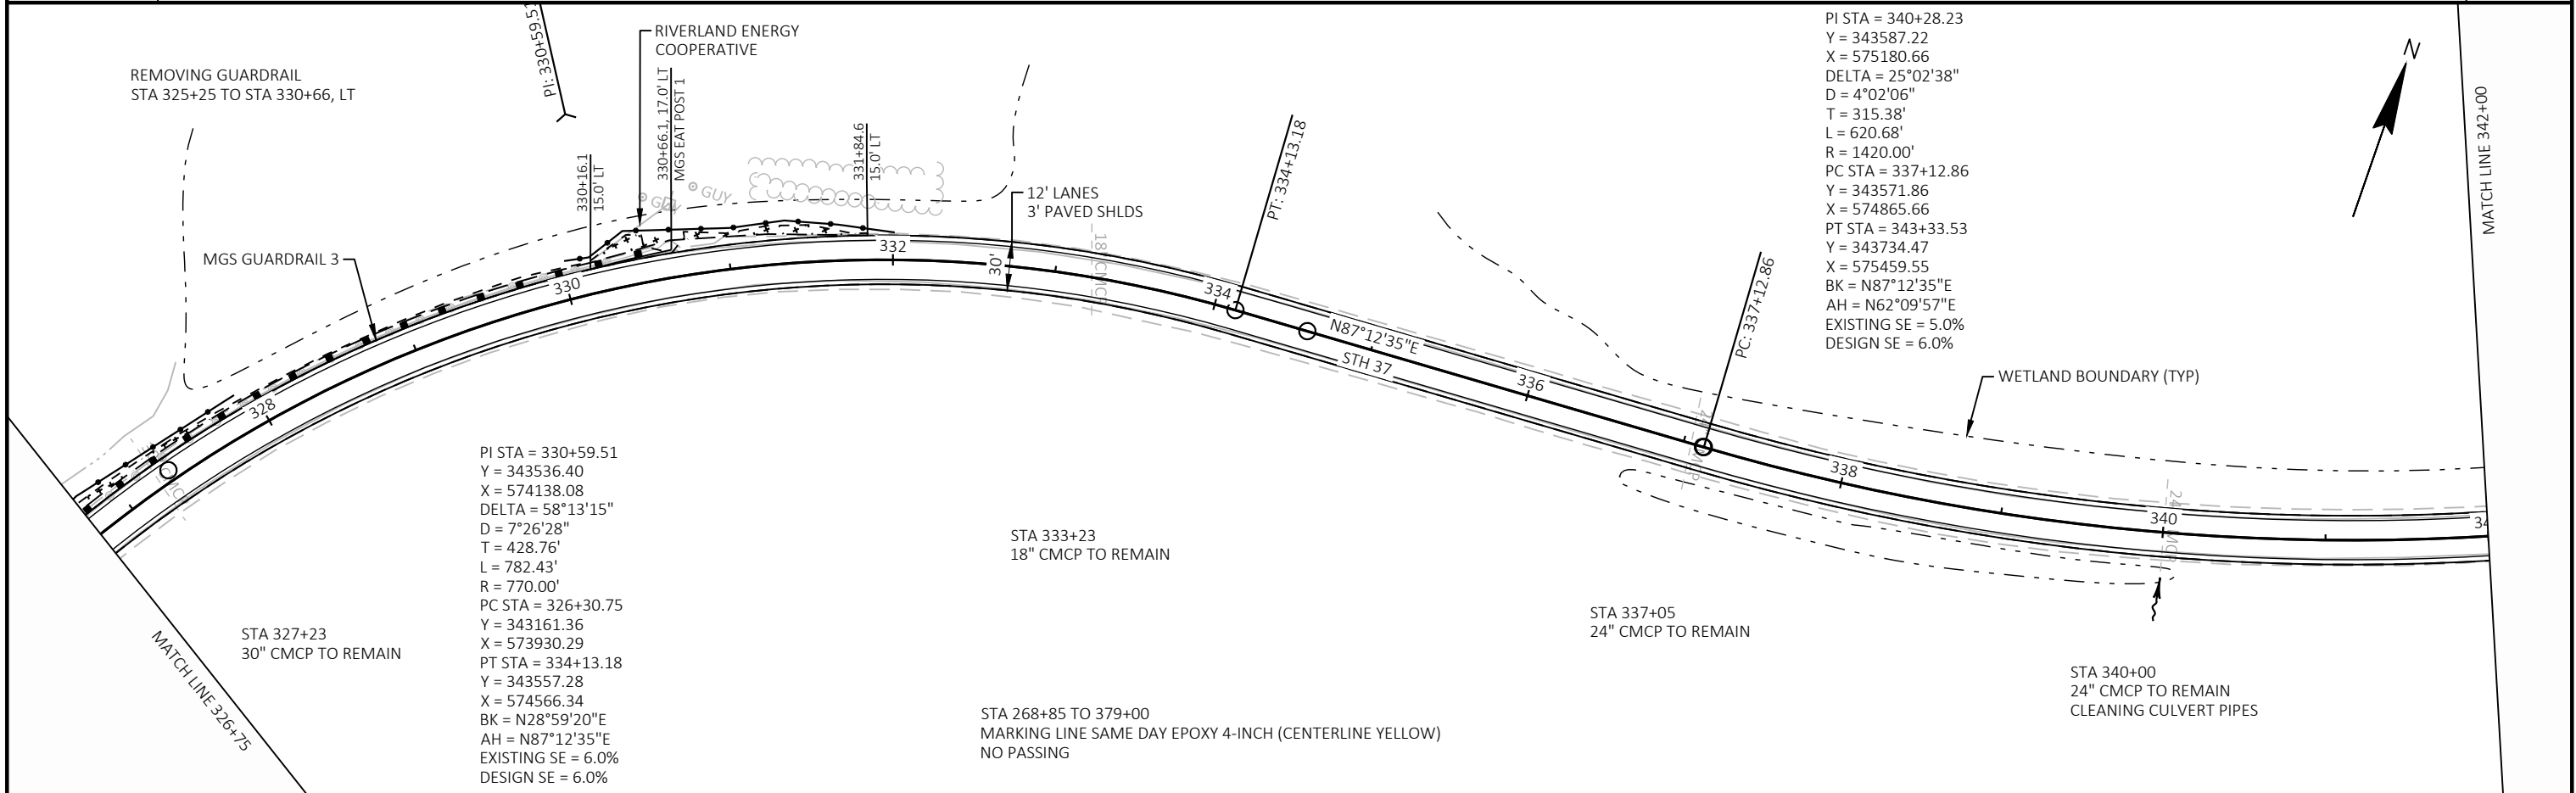 REMOVING GUARDRAIL
STA 325+25 TO STA 330+66, LT
PI: 330+59.51
RIVERLAND ENERGY
COOPERATIVE
330+16.1
15.0' LT
330+66.1, 17.0' LT
MGS EAT POST 1
331+84.6
15.0' LT
GUY
GUY
12' LANES
3' PAVED SHLDS
30'
18" CMCP
PT: 334+13.18
PC: 337+12.86
MGS GUARDRAIL 3
328
330
332
334
336
338
340
N87°12'35"E
STH 37
PI STA = 340+28.23
Y = 343587.22
X = 575180.66
DELTA = 25°02'38"
D = 4°02'06"
T = 315.38'
L = 620.68'
R = 1420.00'
PC STA = 337+12.86
Y = 343571.86
X = 574865.66
PT STA = 343+33.53
Y = 343734.47
X = 575459.55
BK = N87°12'35"E
AH = N62°09'57"E
EXISTING SE = 5.0%
DESIGN SE = 6.0%
N
MATCH LINE 342+00
WETLAND BOUNDARY (TYP)
PI STA = 330+59.51
Y = 343536.40
X = 574138.08
DELTA = 58°13'15"
D = 7°26'28"
T = 428.76'
L = 782.43'
R = 770.00'
PC STA = 326+30.75
Y = 343161.36
X = 573930.29
PT STA = 334+13.18
Y = 343557.28
X = 574566.34
BK = N28°59'20"E
AH = N87°12'35"E
EXISTING SE = 6.0%
DESIGN SE = 6.0%
MATCH LINE 326+75
STA 327+23
30" CMCP TO REMAIN
STA 333+23
18" CMCP TO REMAIN
STA 337+05
24" CMCP TO REMAIN
STA 340+00
24" CMCP TO REMAIN
CLEANING CULVERT PIPES
STA 268+85 TO 379+00
MARKING LINE SAME DAY EPOXY 4-INCH (CENTERLINE YELLOW)
NO PASSING